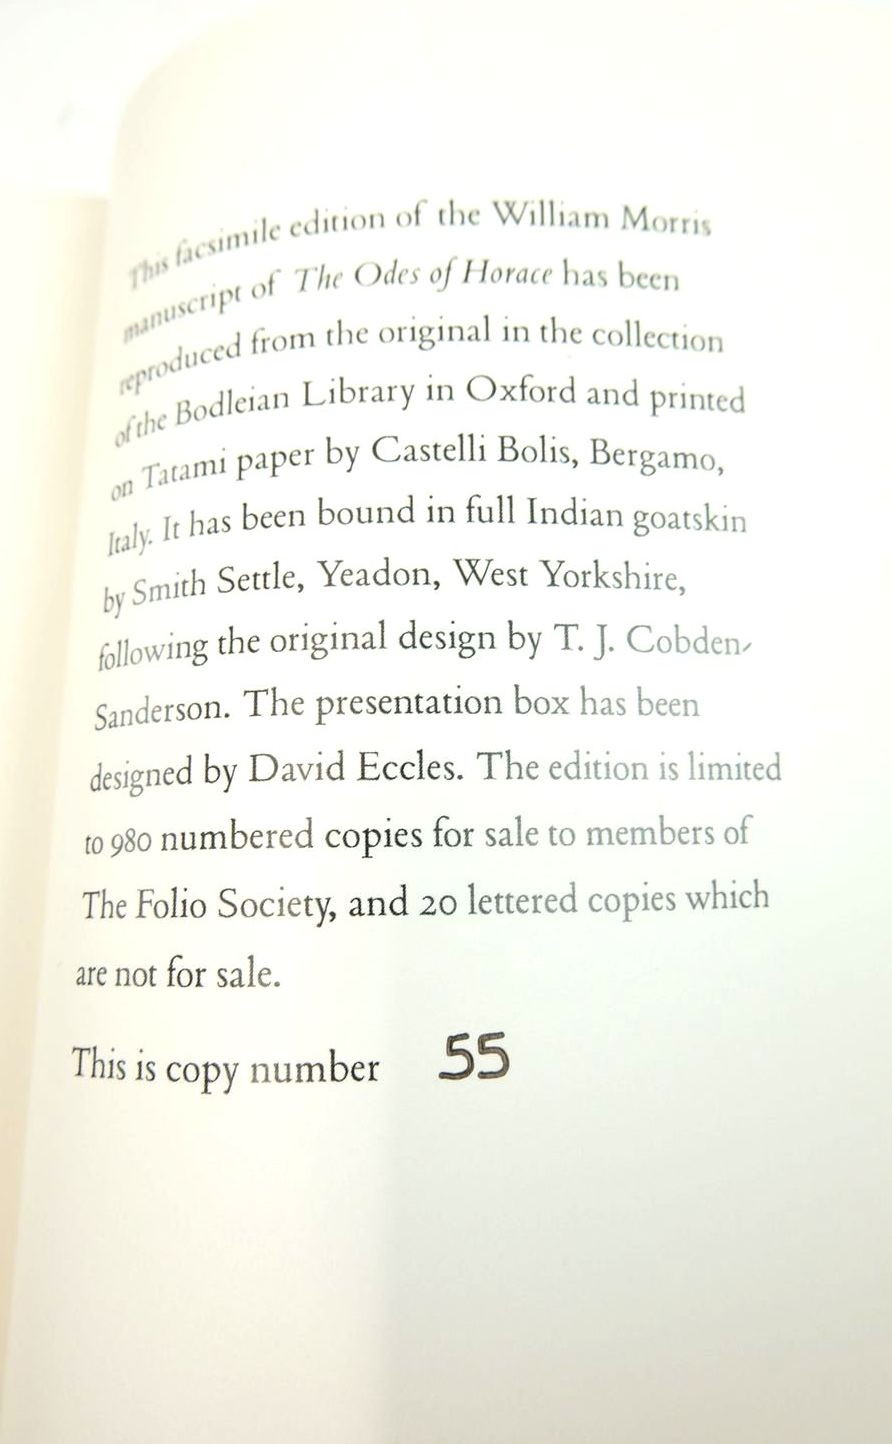 This facsimile edition of the William Morris
manuscript of The Odes of Horace has been
reproduced from the original in the collection
of the Bodleian Library in Oxford and printed
on Tatami paper by Castelli Bolis, Bergamo,
Italy. It has been bound in full Indian goatskin
by Smith Settle, Yeadon, West Yorkshire,
following the original design by T. J. Cobden-
Sanderson. The presentation box has been
designed by David Eccles. The edition is limited
to 980 numbered copies for sale to members of
The Folio Society, and 20 lettered copies which
are not for sale.
This is copy number 55